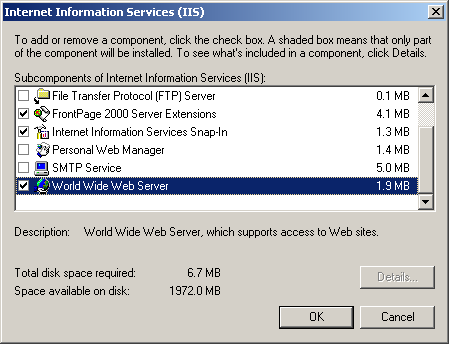 Internet Information Services (IIS)
To add or remove a component, click the check box. A shaded box means that only part
of the component will be installed. To see what's included in a component, click Details.
Subcomponents of Internet Information Services (IIS):
File Transfer Protocol (FTP) Server 0.1 MB
FrontPage 2000 Server Extensions 4.1 MB
Internet Information Services Snap-In 1.3 MB
Personal Web Manager 1.4 MB
SMTP Service 5.0 MB
World Wide Web Server 1.9 MB
Description: World Wide Web Server, which supports access to Web sites.
Total disk space required: 6.7 MB
Details...
Space available on disk: 1972.0 MB
OK Cancel